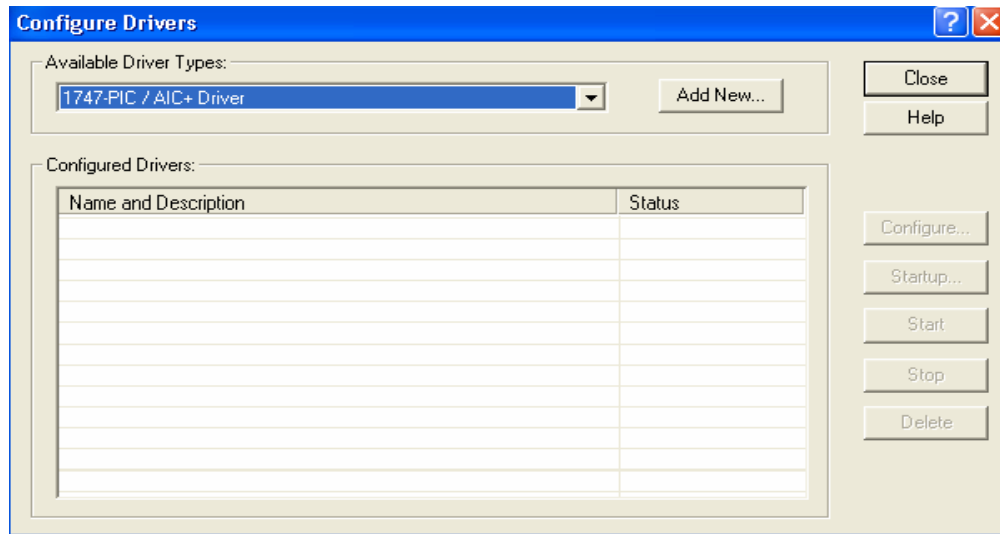 Configure Drivers
Available Driver Types:
1747-PIC / AIC+ Driver
Add New...
Close
Help
Configured Drivers:
Name and Description
Status
Configure...
Startup...
Start
Stop
Delete